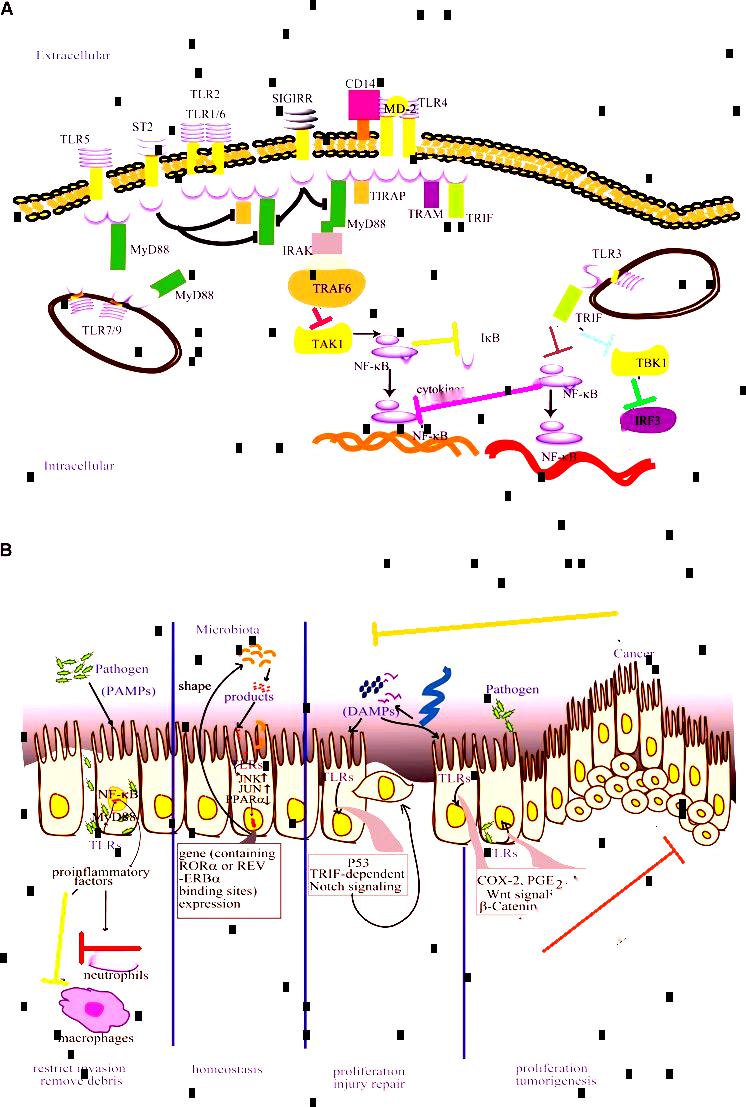 A
Extracellular
TLR2
TLR1/6
TLR5
ST2
SIGIRR
CD14
MD-2
TLR4
TIRAP
TRAM
TRIF
MyD88
MyD88
IRAK
TLR3
MyD88
TRAF6
TLR7/9
TRIF
TAK1
IκB
TBK1
NF-κB
NF-κB
IRF3
NF-κB
NF-κB
Intracellular
B
Microbiota
Cancer
Pathogen
(PAMPs)
shape
products
(DAMPs)
Pathogen
TLRs
JNK↑
JUN↑
PPARα↓
TLRs
TLRs
NF-κB
MyD88
TLRs
TLRs
proinflammatory
factors
gene (containing
RORα or REV
-ERBα
binding sites)
expression
P53
TRIF-dependent
Notch signaling
COX-2, PGE2
Wnt
β-Catenin
neutrophils
macrophages
restrict invasion
remove debris
homeostasis
proliferation
injury repair
proliferation
tumorigenesis